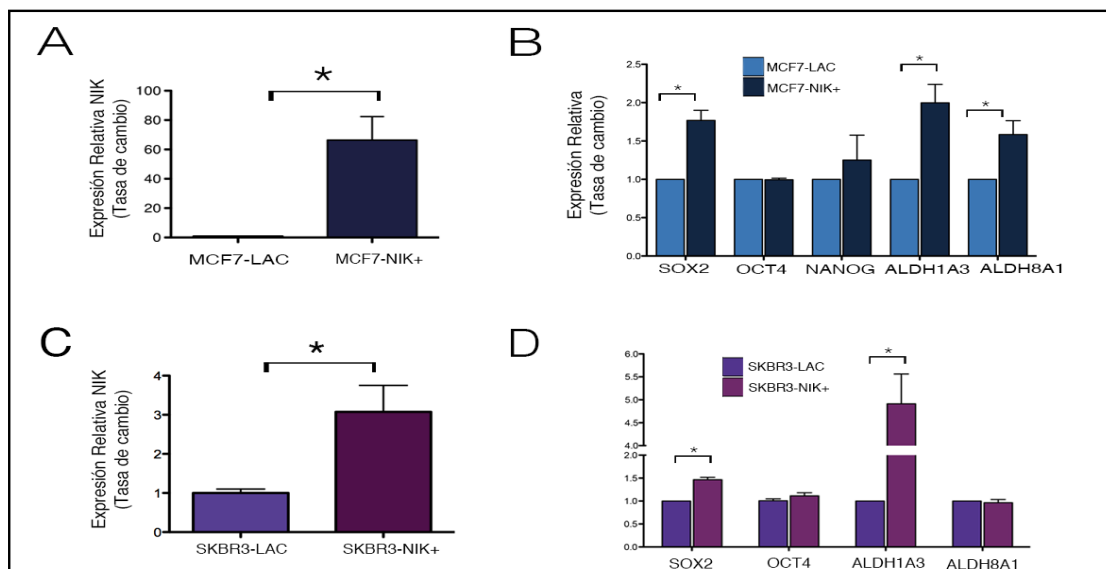 A
Expresión Relativa NIK
(Tasa de cambio)
100
80
60
40
20
0
*
MCF7-LAC
MCF7-NIK+
B
Expresión Relativa
(Tasa de cambio)
2.5
2.0
1.5
1.0
0.5
0.0
MCF7-LAC
MCF7-NIK+
*
*
*
SOX2
OCT4
NANOG
ALDH1A3
ALDH8A1
C
Expresión Relativa NIK
(Tasa de cambio)
4
3
2
1
0
*
SKBR3-LAC
SKBR3-NIK+
D
6.0
5.5
5.0
4.5
4.0
2.0
1.5
1.0
0.5
0.0
SKBR3-LAC
SKBR3-NIK+
*
*
SOX2
OCT4
ALDH1A3
ALDH8A1